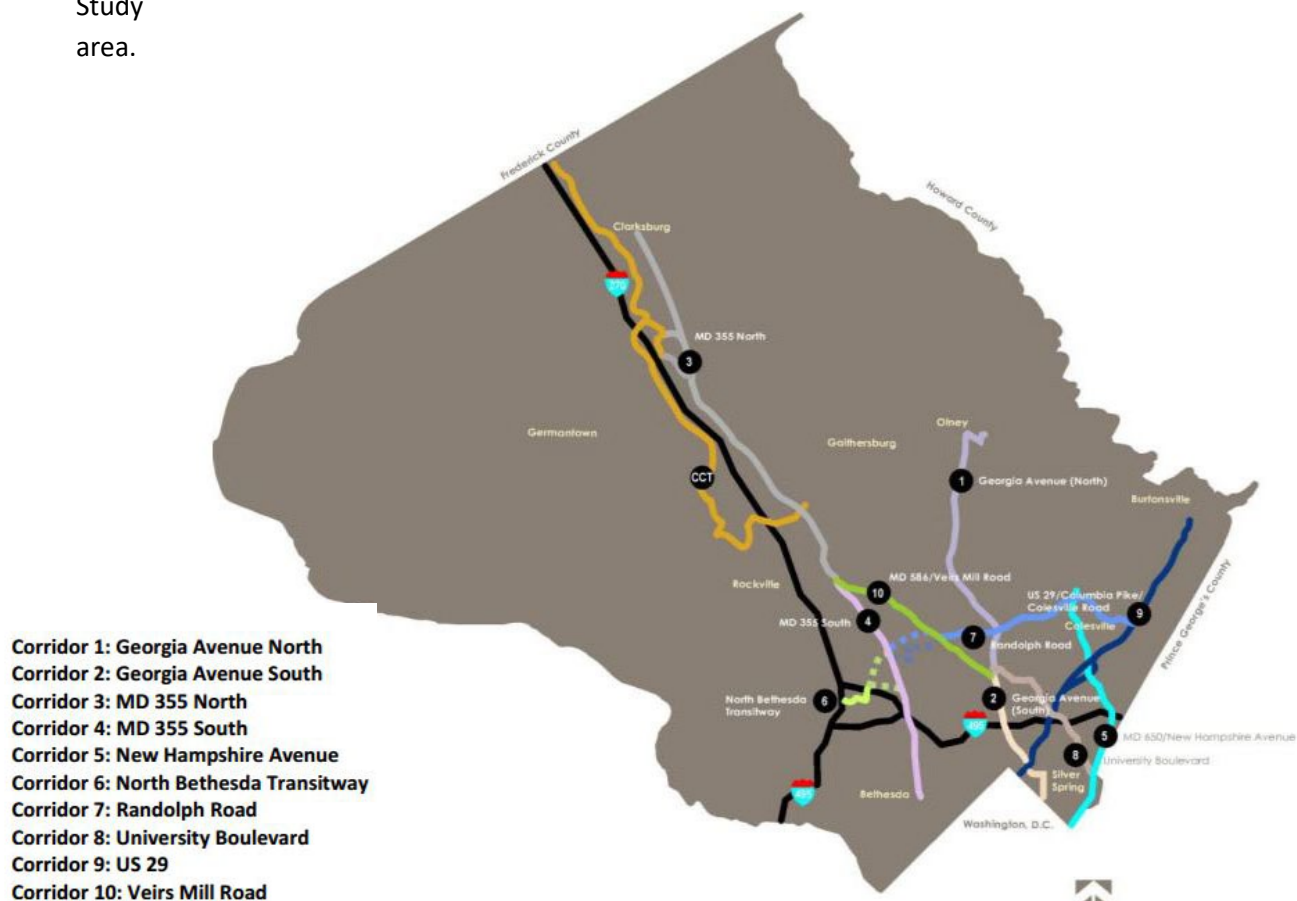 Study
area.
Frederick County
Howard County
Clarksburg
270
MD 355 North
3
Olney
Germantown
Gaithersburg
CCT
1
Georgia Avenue (North)
Burtonsville
Rockville
MD 586/Veirs Mill Road
10
US 29/Columbia Pike/
Colesville Road
9
MD 355 South
4
Colesville
7
Randolph Road
Prince George's County
North Bethesda
Transitway
6
2
Georgia Avenue
(South)
495
5
MD 650/New Hampshire Avenue
8
University Boulevard
495
Bethesda
Silver
Spring
Washington, D.C.
Corridor 1: Georgia Avenue North
Corridor 2: Georgia Avenue South
Corridor 3: MD 355 North
Corridor 4: MD 355 South
Corridor 5: New Hampshire Avenue
Corridor 6: North Bethesda Transitway
Corridor 7: Randolph Road
Corridor 8: University Boulevard
Corridor 9: US 29
Corridor 10: Veirs Mill Road